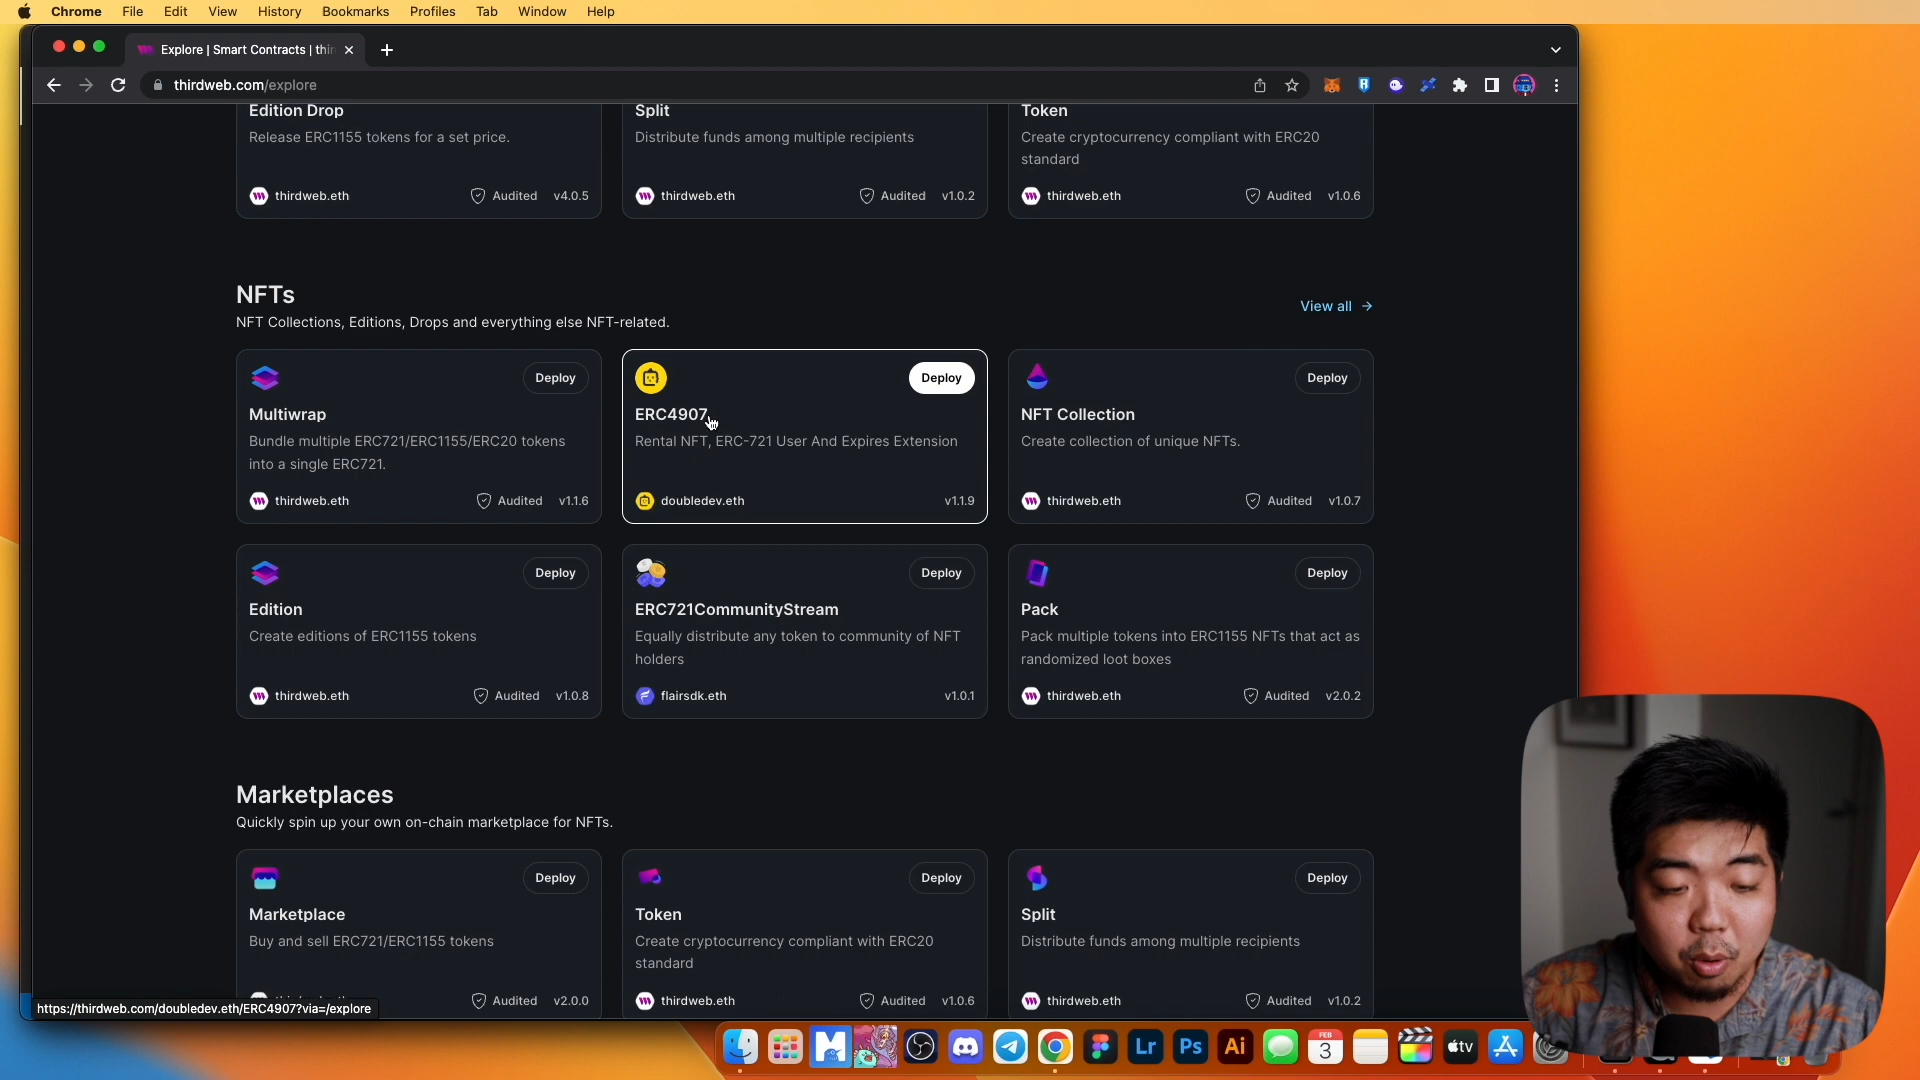 Chrome File Edit View History Bookmarks Profiles Tab Window Help
Explore | Smart Contracts | thir
thirdweb.com/explore
Edition Drop
Release ERC1155 tokens for a set price.
thirdweb.eth Audited v4.0.5
Split
Distribute funds among multiple recipients
thirdweb.eth Audited v1.0.2
Token
Create cryptocurrency compliant with ERC20
standard
thirdweb.eth Audited v1.0.6
NFTs
NFT Collections, Editions, Drops and everything else NFT-related.
View all
Deploy
Multiwrap
Bundle multiple ERC721/ERC1155/ERC20 tokens
into a single ERC721.
thirdweb.eth Audited v1.1.6
Deploy
ERC4907
Rental NFT, ERC-721 User And Expires Extension
doubledev.eth v1.1.9
Deploy
NFT Collection
Create collection of unique NFTs.
thirdweb.eth Audited v1.0.7
Deploy
Edition
Create editions of ERC1155 tokens
thirdweb.eth Audited v1.0.8
Deploy
ERC721CommunityStream
Equally distribute any token to community of NFT
holders
flairsdk.eth v1.0.1
Deploy
Pack
Pack multiple tokens into ERC1155 NFTs that act as
randomized loot boxes
thirdweb.eth Audited v2.0.2
Marketplaces
Quickly spin up your own on-chain marketplace for NFTs.
Deploy
Marketplace
Buy and sell ERC721/ERC1155 tokens
Audited v2.0.0
Deploy
Token
Create cryptocurrency compliant with ERC20
standard
thirdweb.eth Audited v1.0.6
Deploy
Split
Distribute funds among multiple recipients
thirdweb.eth Audited v1.0.2
https://thirdweb.com/doubledev.eth/ERC4907?via=/explore
Lr Ps Ai FEB 3 tv